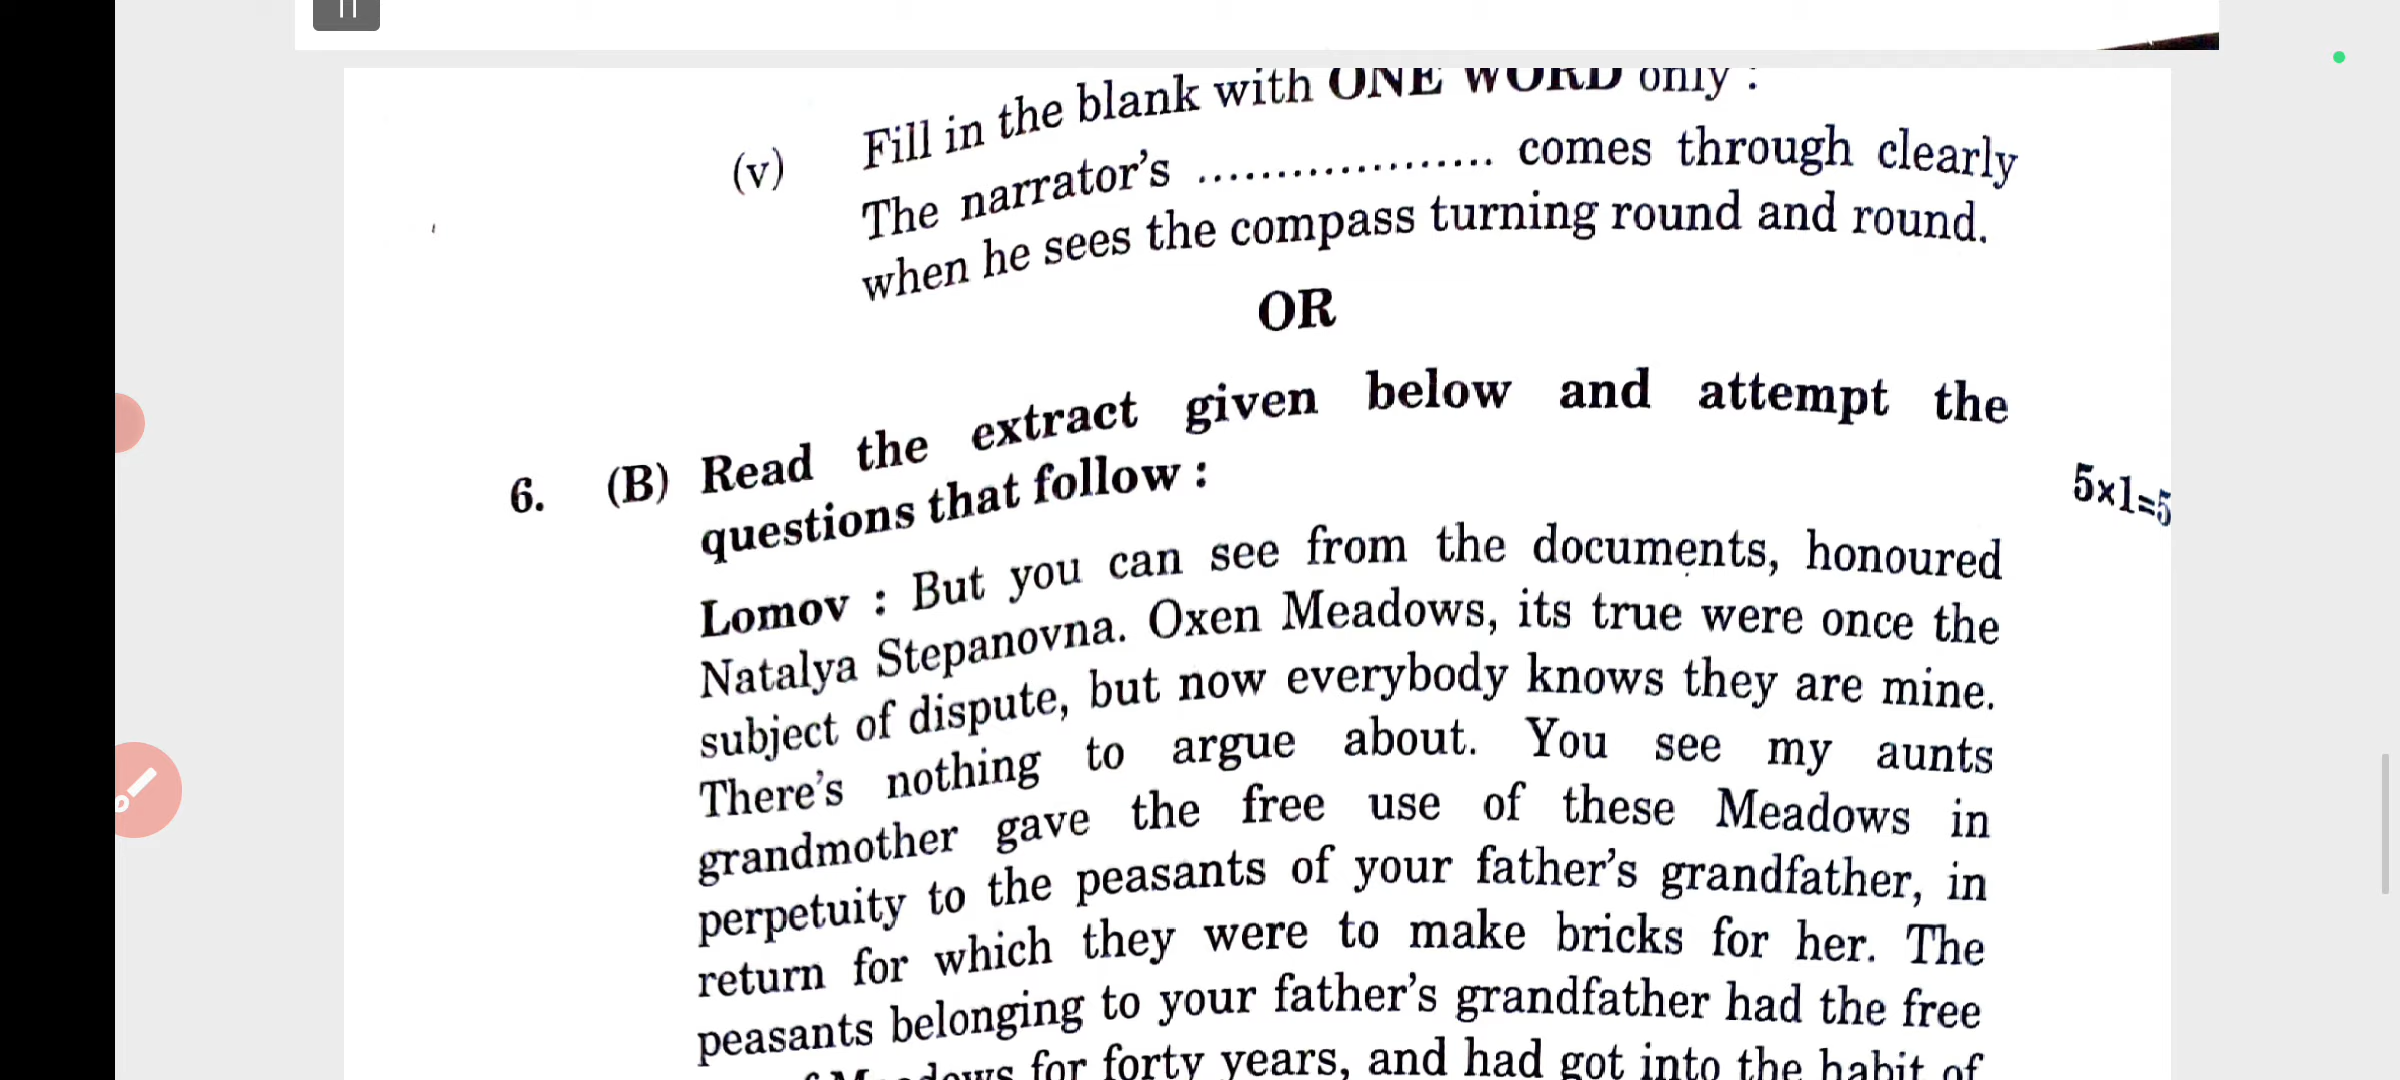 Fill in the blank with ONE WORD only :
(v)
The narrator's .................... comes through clearly
when he sees the compass turning round and round.
OR
6. (B) Read the extract given below and attempt the
questions that follow :
5x1=5
Lomov : But you can see from the documents, honoured
Natalya Stepanovna. Oxen Meadows, its true were once the
subject of dispute, but now everybody knows they are mine.
There's nothing to argue about. You see my aunts
grandmother gave the free use of these Meadows in
perpetuity to the peasants of your father's grandfather, in
return for which they were to make bricks for her. The
peasants belonging to your father's grandfather had the free
for forty years, and had got into the habit of